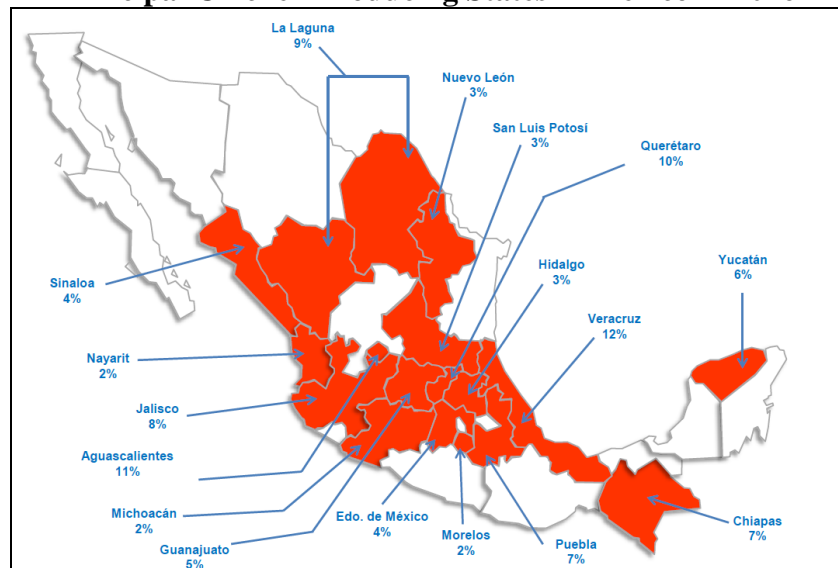 La Laguna
9%
Nuevo León
3%
San Luis Potosí
3%
Querétaro
10%
Hidalgo
3%
Yucatán
6%
Sinaloa
4%
Veracruz
12%
Nayarit
2%
Jalisco
8%
Aguascalientes
11%
Michoacán
2%
Guanajuato
5%
Edo. de México
4%
Morelos
2%
Puebla
7%
Chiapas
7%